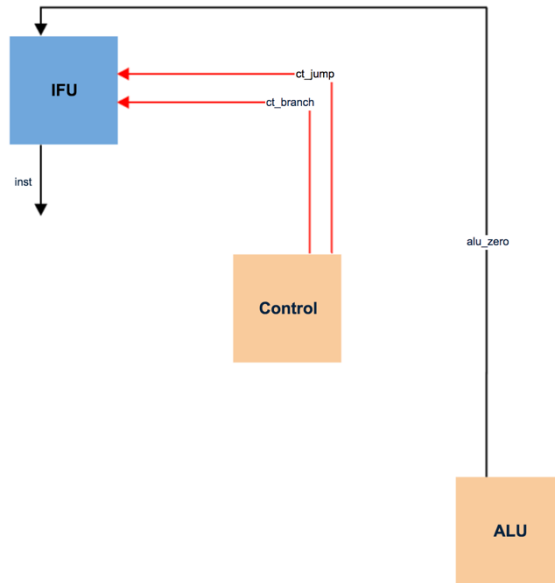 ct_jump
IFU
ct_branch
inst
alu_zero
Control
ALU